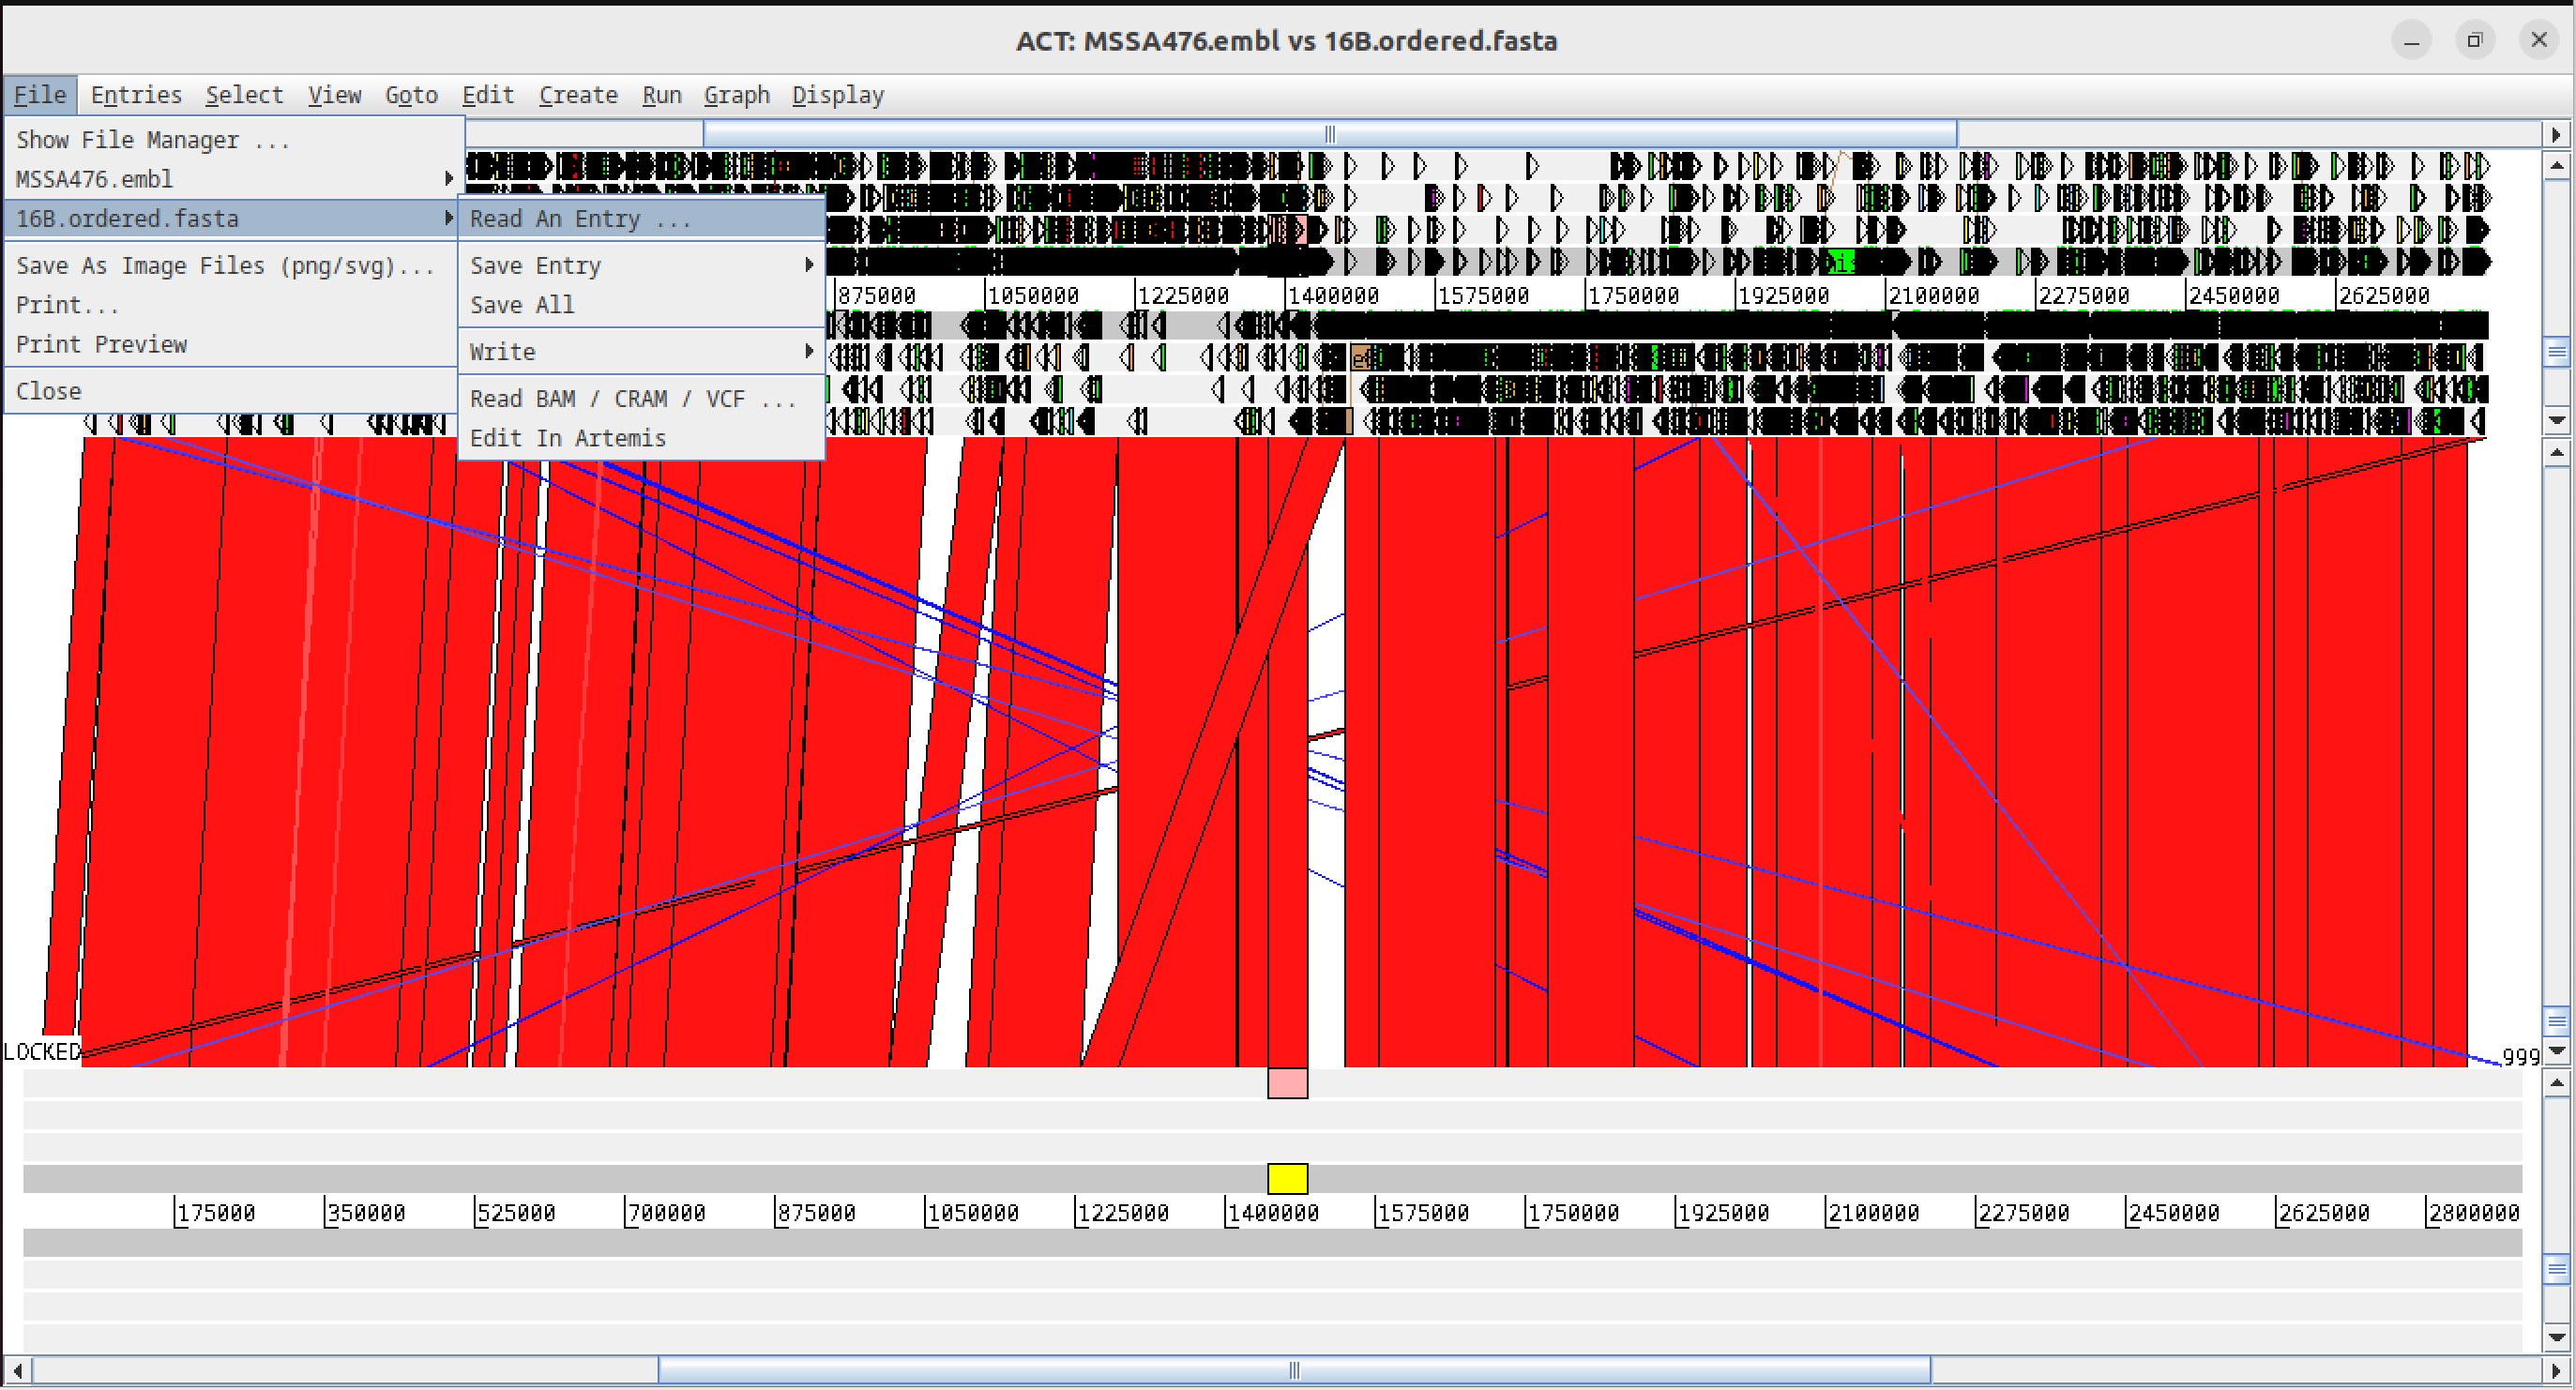 ACT: MSSA476.embl vs 16B.ordered.fasta
File Entries Select View Goto Edit Create Run Graph Display
Show File Manager ...
MSSA476.embl
16B.ordered.fasta
Save As Image Files (png/svg)...
Print...
Print Preview
Close
Read An Entry ...
Save Entry
Save All
Write
Read BAM / CRAM / VCF ...
Edit In Artemis
875000 1050000 1225000 1400000 1575000 1750000 1925000 2100000 2275000 2450000 2625000
LOCKED
999
175000 350000 525000 700000 875000 1050000 1225000 1400000 1575000 1750000 1925000 2100000 2275000 2450000 2625000 2800000